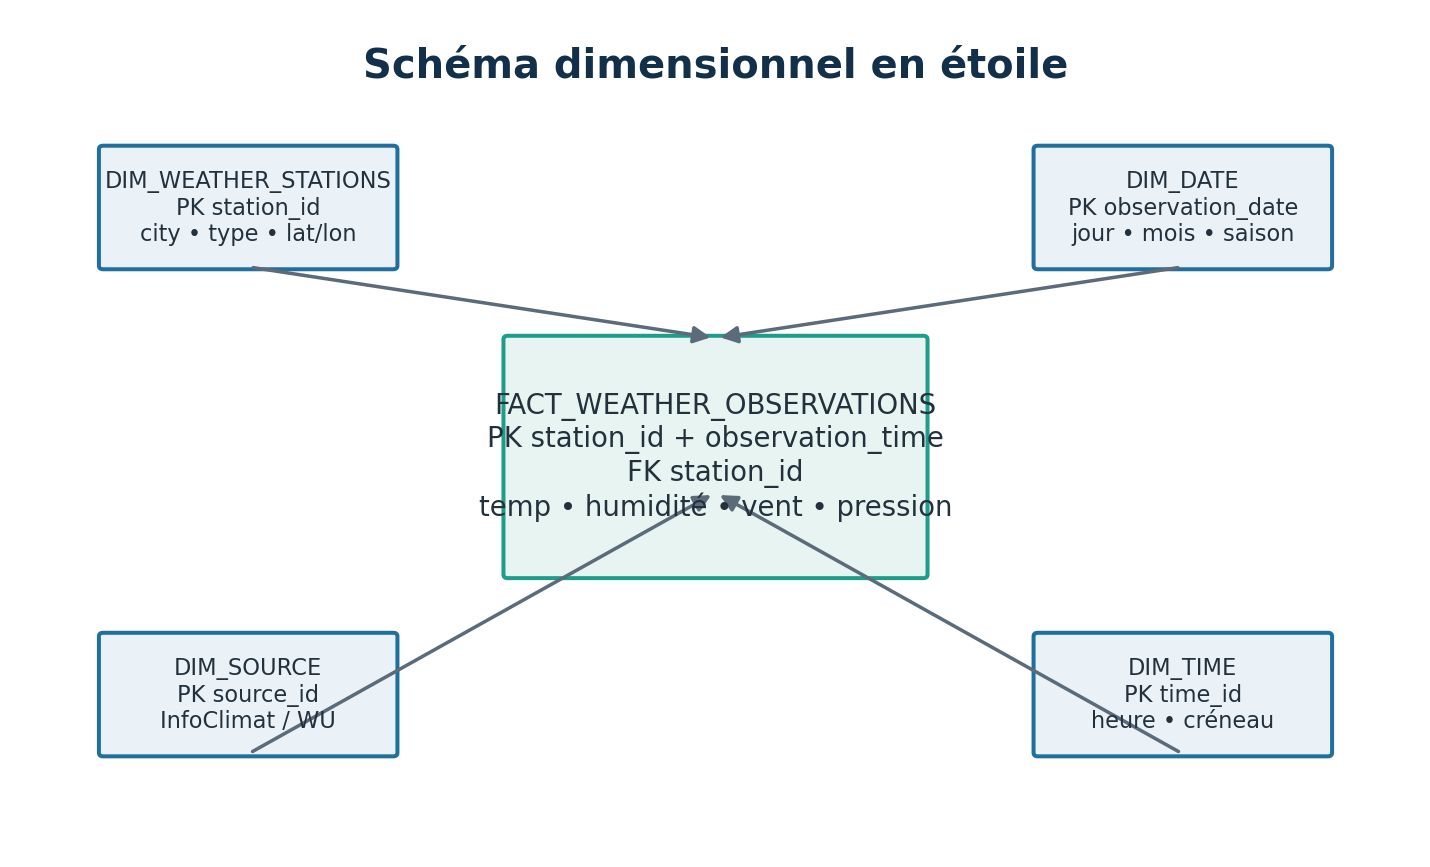 Schéma dimensionnel en étoile
DIM_WEATHER_STATIONS
PK station_id
city • type • lat/lon
DIM_DATE
PK observation_date
jour • mois • saison
FACT_WEATHER_OBSERVATIONS
PK station_id + observation_time
FK station_id
temp • humidité • vent • pression
DIM_SOURCE
PK source_id
InfoClimat / WU
DIM_TIME
PK time_id
heure • créneau